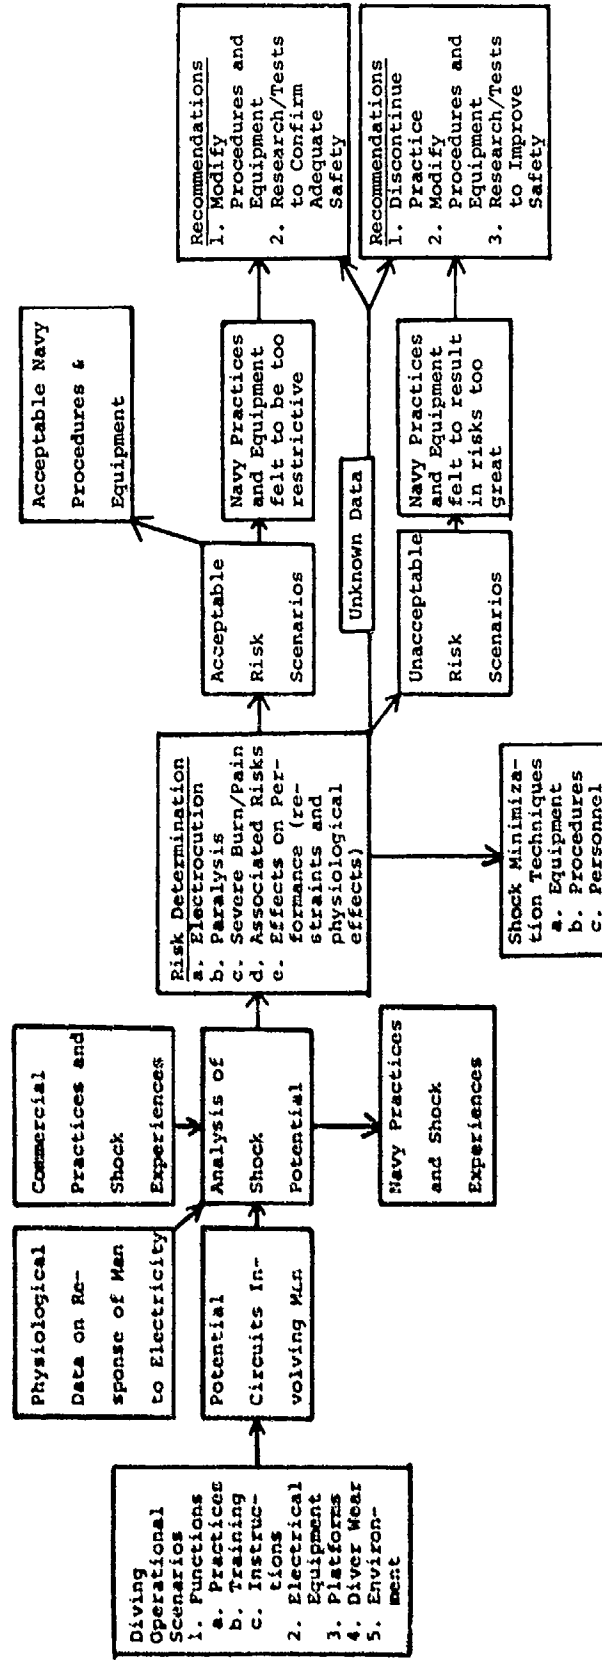 Diving
Operational
Scenarios
1. Functions
a. Practices
b. Training
c. Instruc-
tions
2. Electrical
Equipment
3. Platforms
4. Diver Wear
5. Environ-
ment
Physiological
Data on Re-
sponse of Man
to Electricity
Potential
Circuits In-
volving Man
Commercial
Practices and
Shock
Experiences
Analysis of
Shock
Potential
Navy Practices
and Shock
Experiences
Risk Determination
a. Electrocution
b. Paralysis
c. Severe Burn/Pain
d. Associated Risks
e. Effects on Per-
formance (re-
straints and
physiological
effects)
Shock Minimiza-
tion Techniques
a. Equipment
b. Procedures
c. Personnel
Acceptable
Risk
Scenarios
Unknown Data
Unacceptable
Risk
Scenarios
Acceptable Navy
Procedures &
Equipment
Navy Practices
and Equipment
felt to be too
restrictive
Navy Practices
and Equipment
felt to result
in risks too
great
Recommendations
1. Modify
Procedures and
Equipment
2. Research/Tests
to Confirm
Adequate
Safety
Recommendations
1. Discontinue
Practice
2. Modify
Procedures and
Equipment
3. Research/Tests
to Improve
Safety